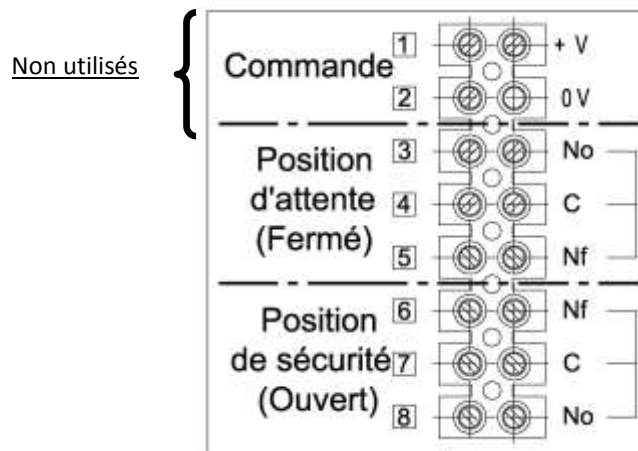 Non utilisés
Commande
1 + V
2 0 V
Position d'attente (Fermé)
3 No
4 C
5 Nf
Position de sécurité (Ouvert)
6 Nf
7 C
8 No